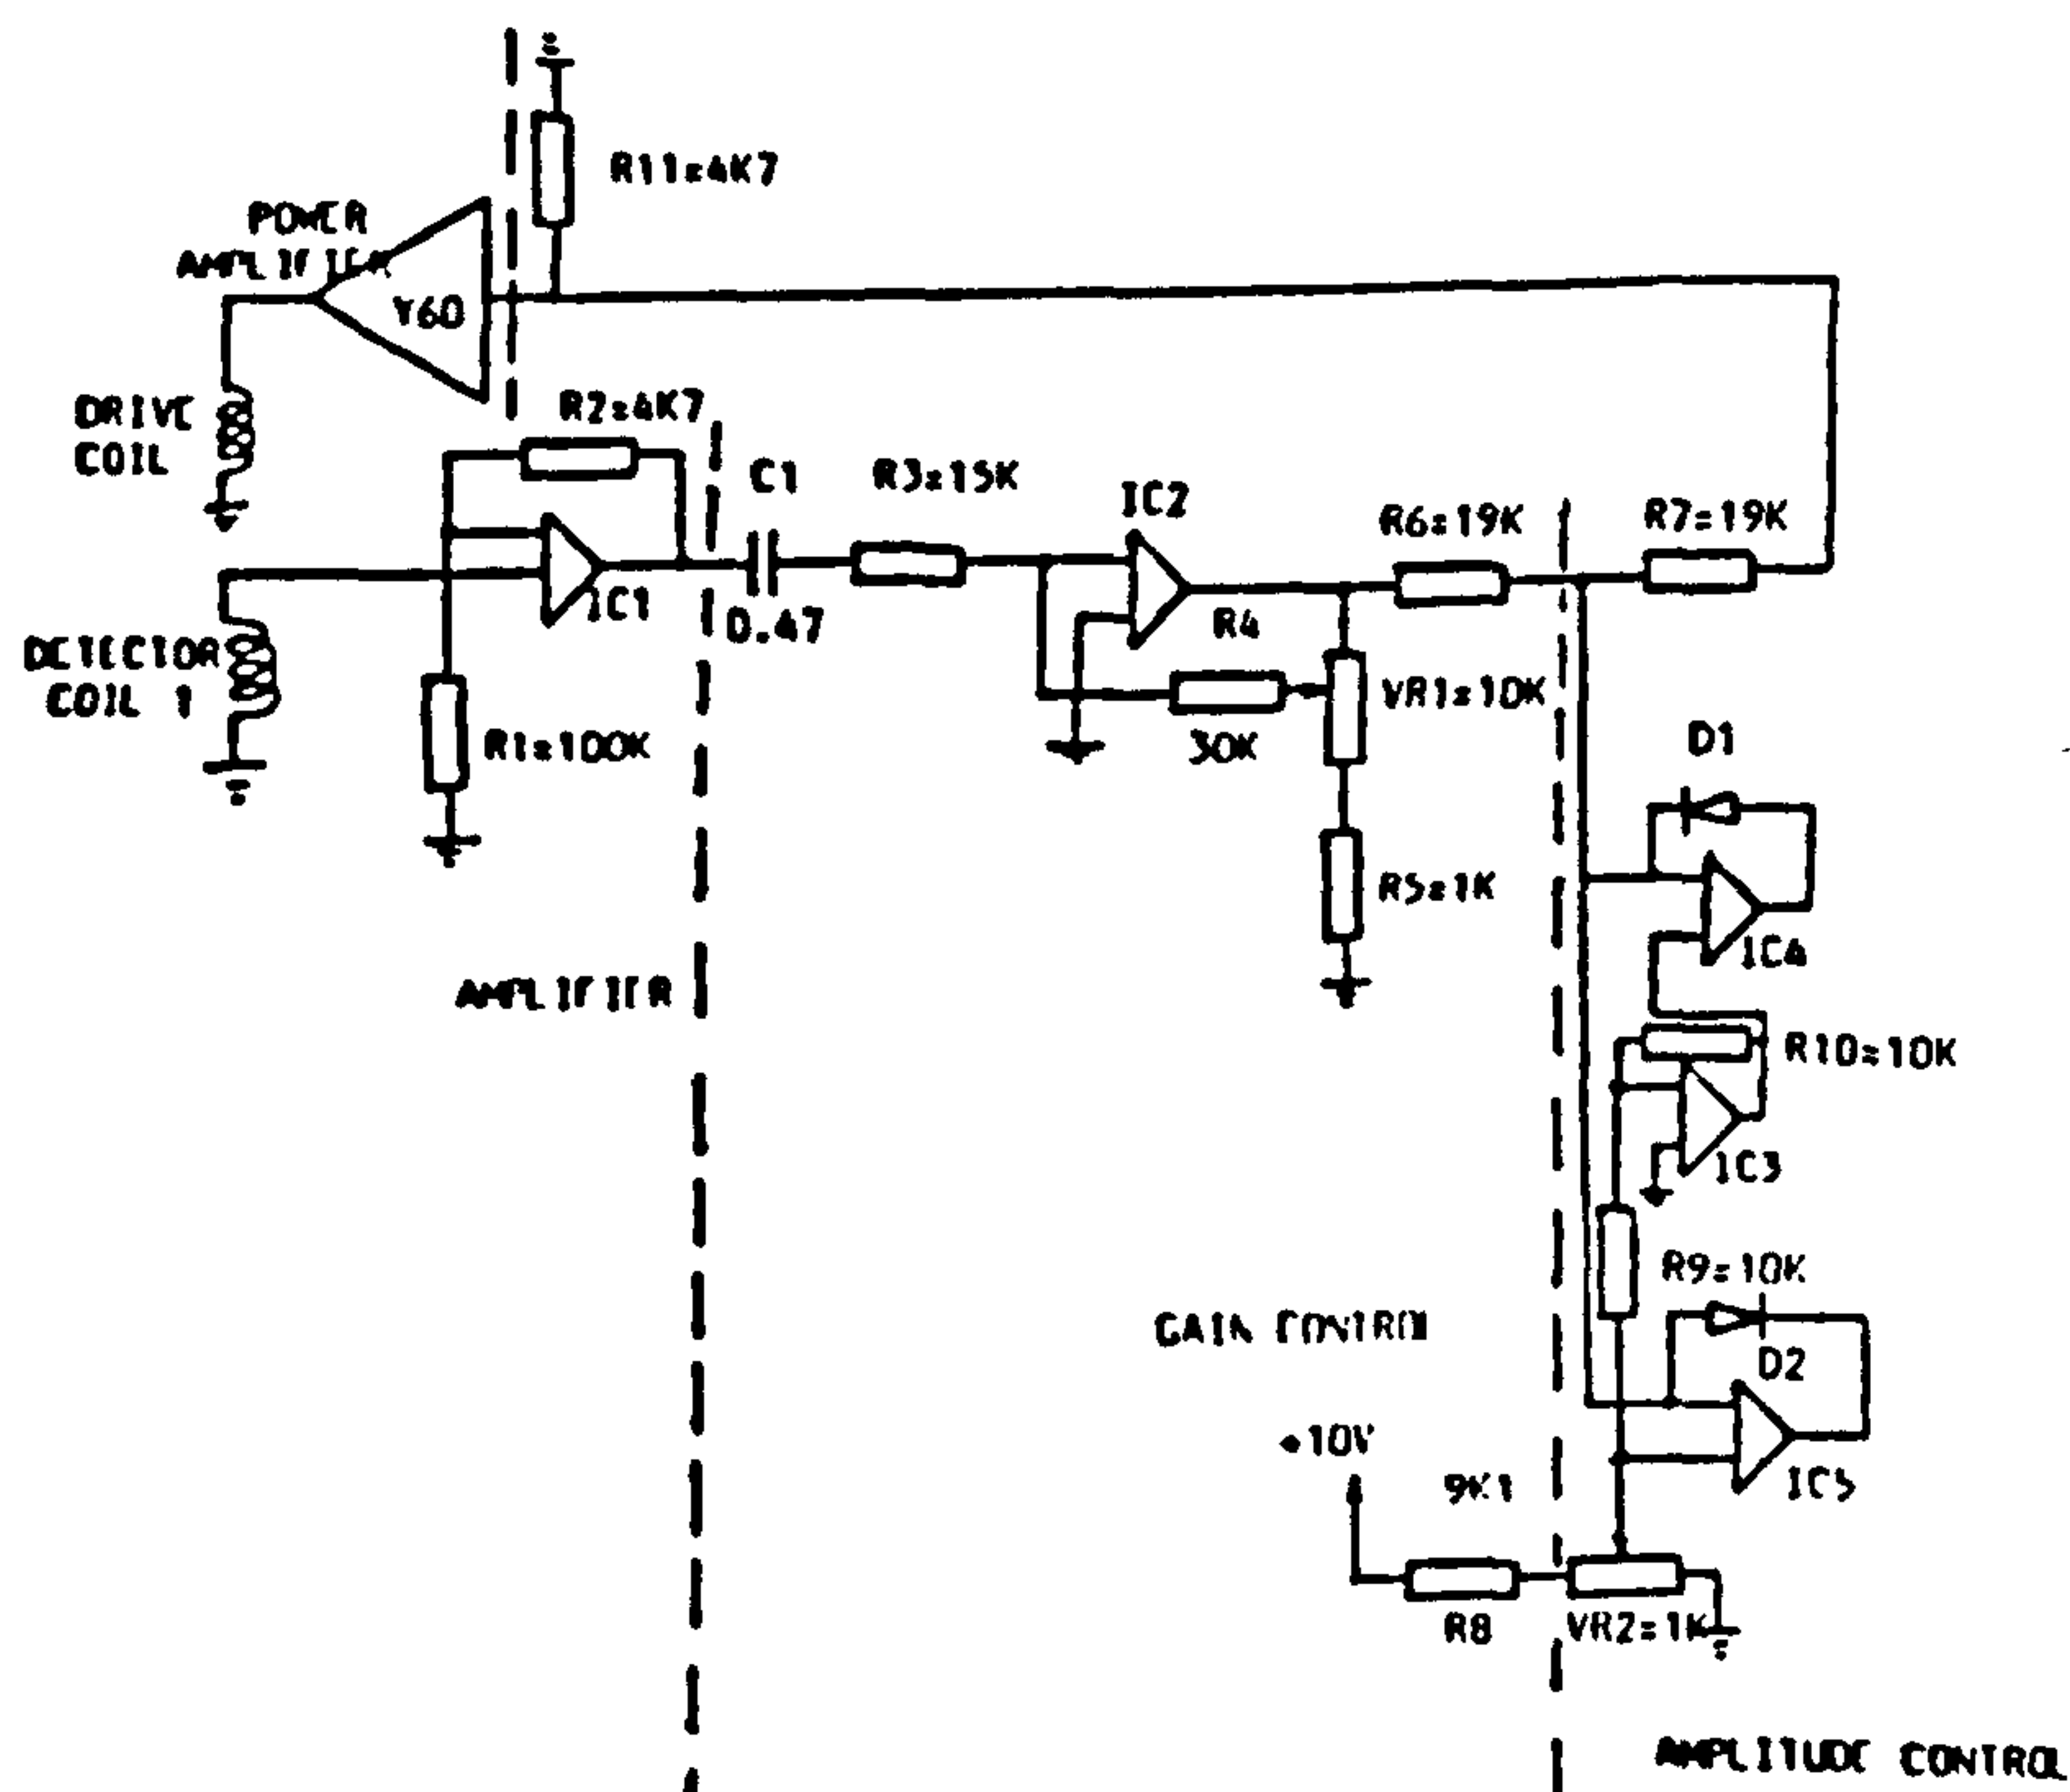 R11=4K7
POWER
AMPLIFIER
Y60
DRIVE
COIL
R2=4K7
C1
R3=15K
IC2
R6=19K
R7=19K
IC1
0.47
R4
DETECTOR
COIL 1
R1=100K
30K
VR1=10K
D1
R5=1K
IC4
AMPLIFIER
R10=10K
IC3
R9=10K
GAIN CONTROL
D2
+10V
9K1
IC5
R8
VR2=1K
AMPLITUDE CONTROL